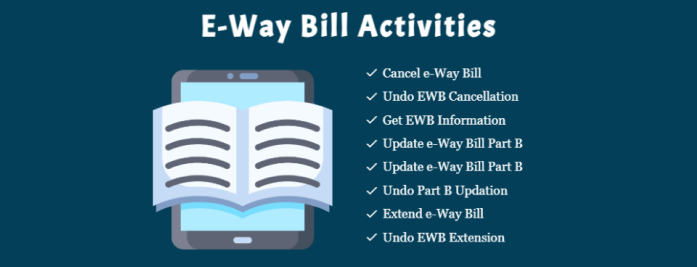 E-Way Bill Activities
Cancel e-Way Bill
Undo EWB Cancellation
Get EWB Information
Update e-Way Bill Part B
Update e-Way Bill Part B
Undo Part B Updation
Extend e-Way Bill
Undo EWB Extension